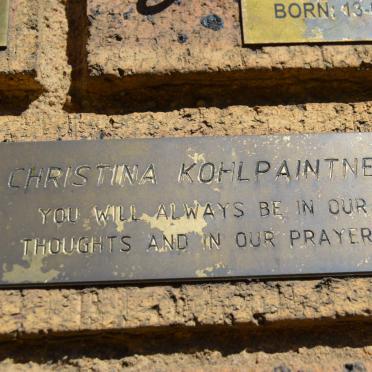 BORN: 13-
CHRISTINA KOHLPAINTNE
YOU WILL ALWAYS BE IN OUR
THOUGHTS AND IN OUR PRAYER